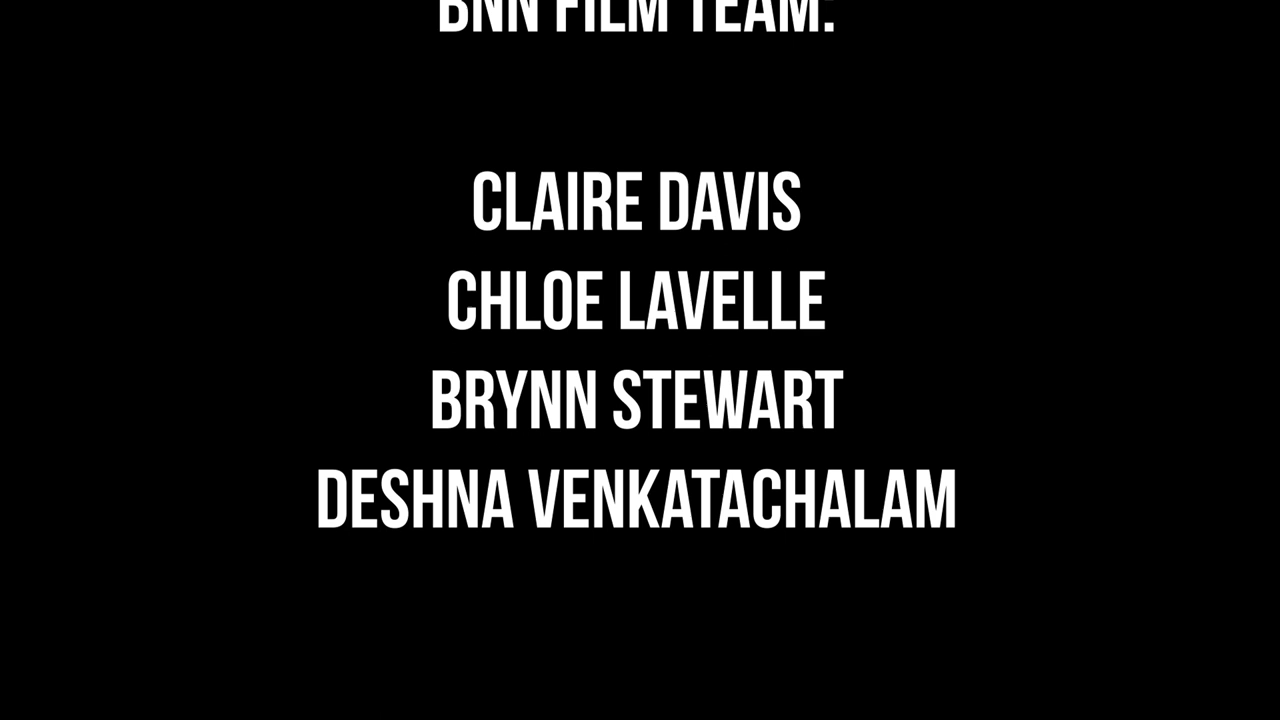 BNN FILM TEAM:
CLAIRE DAVIS
CHLOE LAVELLE
BRYNN STEWART
DESHNA VENKATACHALAM